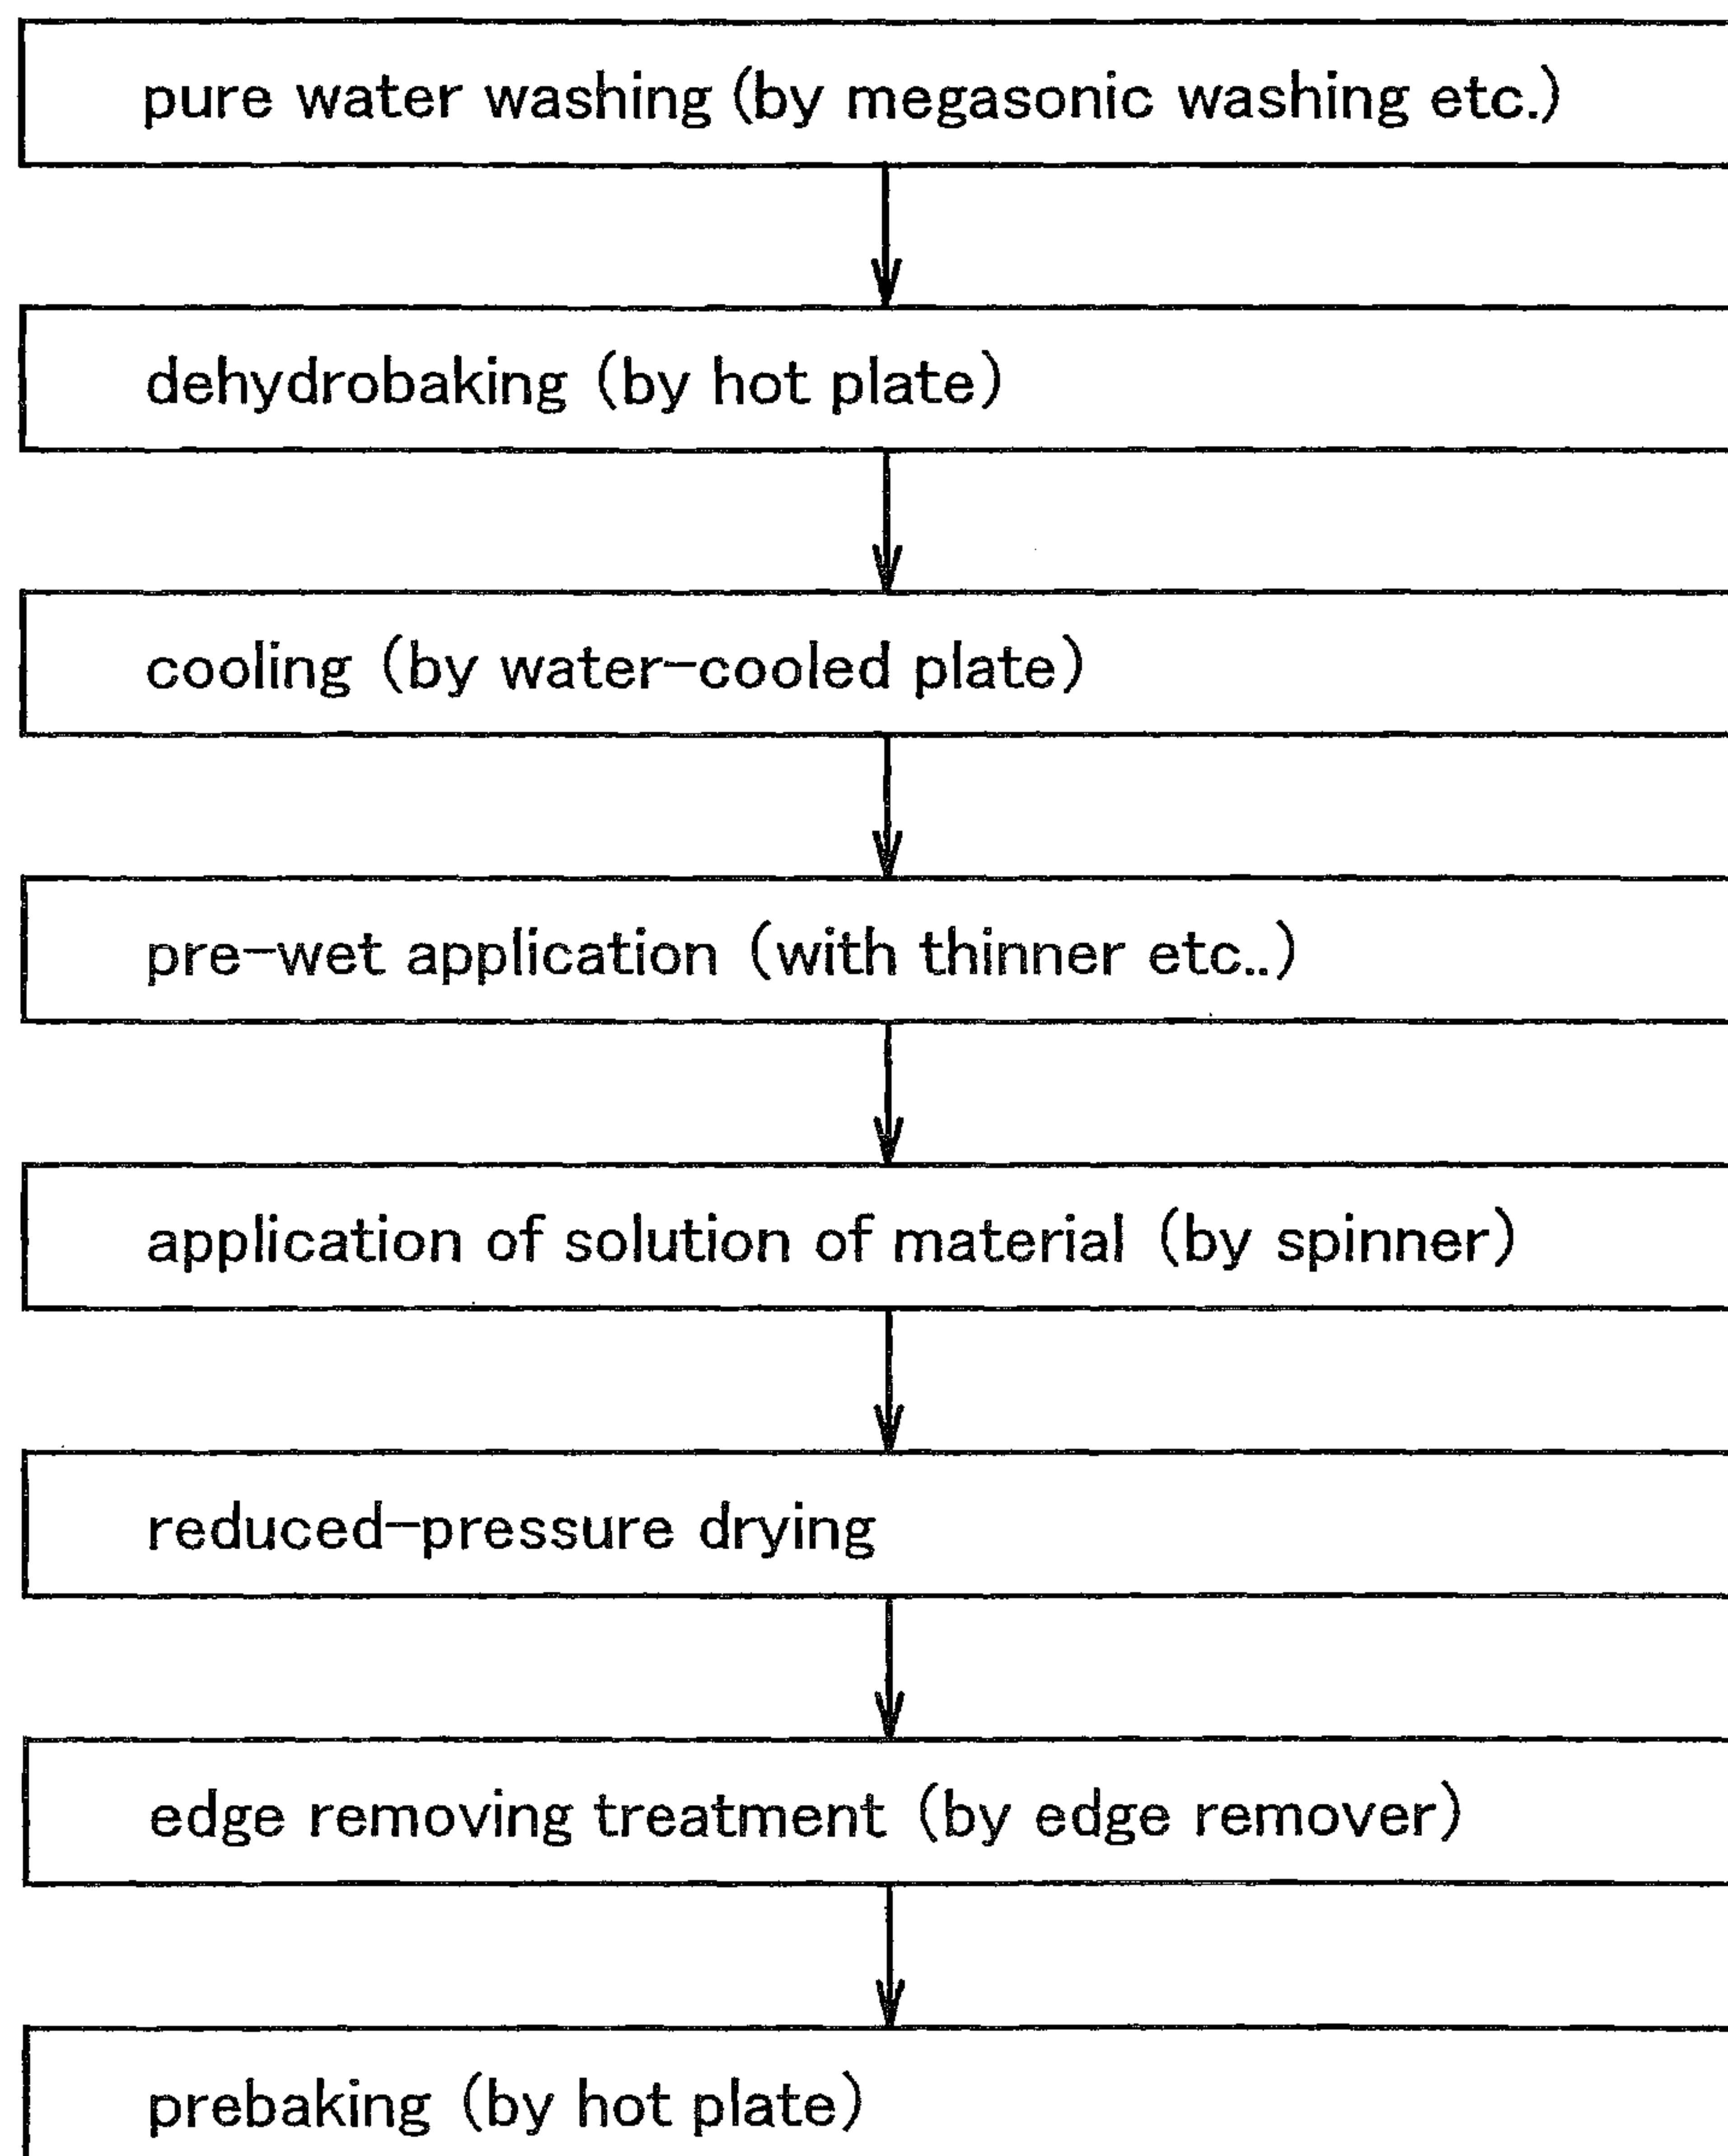 pure water washing (by megasonic washing etc.)
dehydrobaking (by hot plate)
cooling (by water-cooled plate)
pre-wet application (with thinner etc..)
application of solution of material (by spinner)
reduced-pressure drying
edge removing treatment (by edge remover)
prebaking (by hot plate)